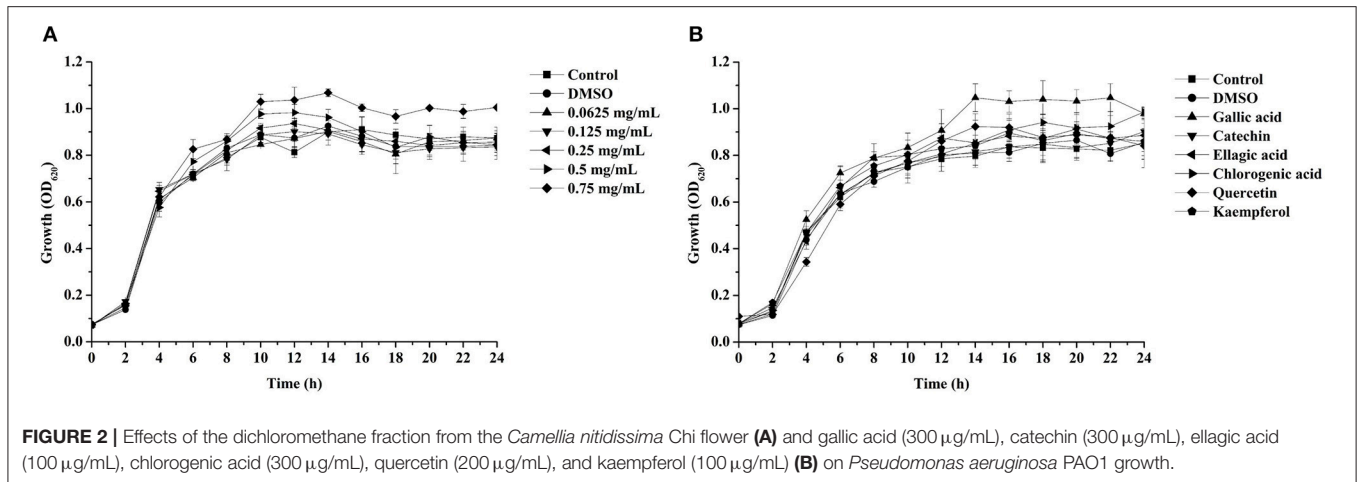 A
1.2
1.0
0.8
0.6
0.4
0.2
0.0
Growth (OD620)
0 2 4 6 8 10 12 14 16 18 20 22 24
Time (h)
Control
DMSO
0.0625 mg/mL
0.125 mg/mL
0.25 mg/mL
0.5 mg/mL
0.75 mg/mL
B
1.2
1.0
0.8
0.6
0.4
0.2
0.0
Growth (OD620)
0 2 4 6 8 10 12 14 16 18 20 22 24
Time (h)
Control
DMSO
Gallic acid
Catechin
Ellagic acid
Chlorogenic acid
Quercetin
Kaempferol
FIGURE 2 | Effects of the dichloromethane fraction from the Camellia nitidissima Chi flower (A) and gallic acid (300 μg/mL), catechin (300 μg/mL), ellagic acid
(100 μg/mL), chlorogenic acid (300 μg/mL), quercetin (200 μg/mL), and kaempferol (100 μg/mL) (B) on Pseudomonas aeruginosa PAO1 growth.